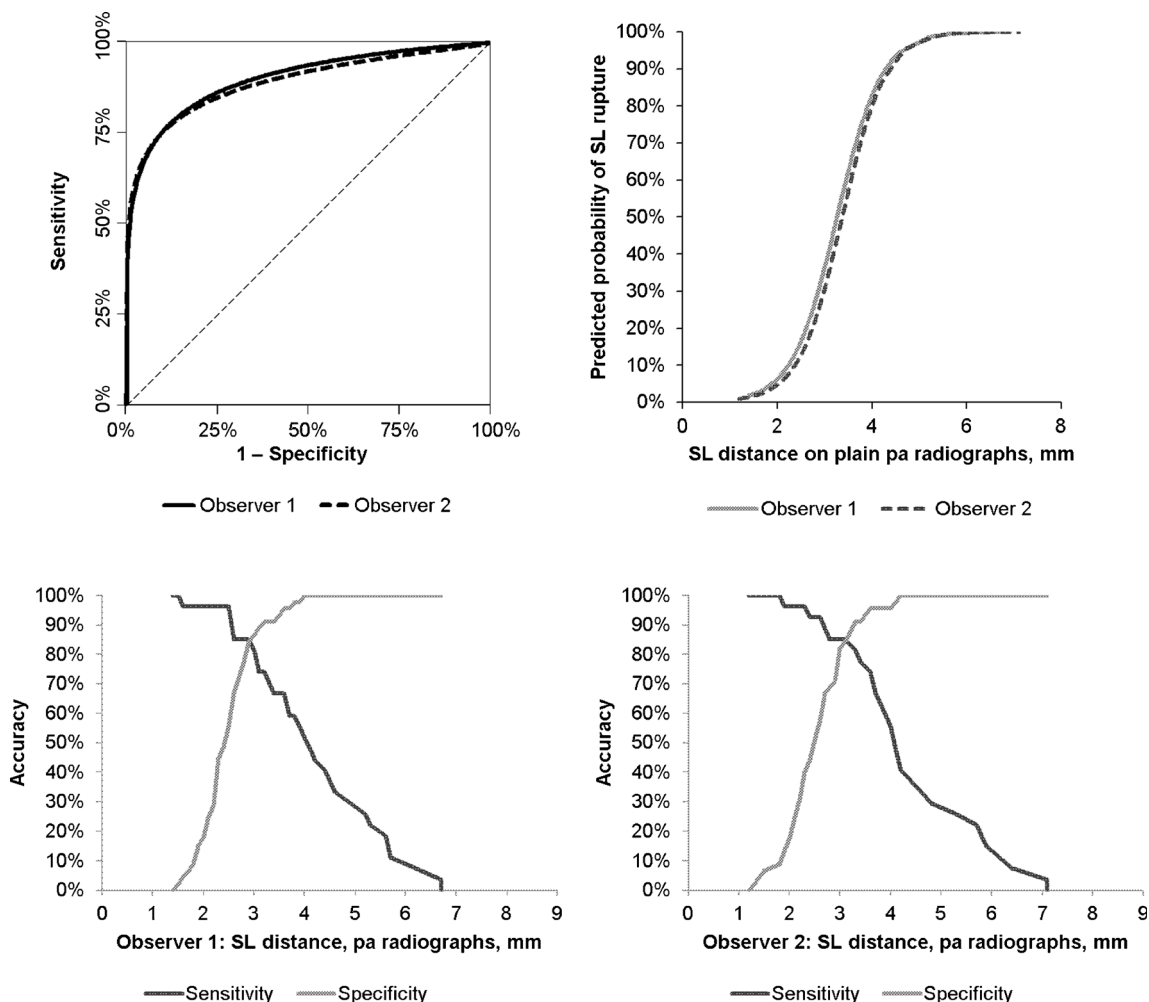 100%
75%
50%
25%
0%
Sensitivity
0% 25% 50% 75% 100%
1 – Specificity
Observer 1 Observer 2
100%
90%
80%
70%
60%
50%
40%
30%
20%
10%
0%
Predicted probability of SL rupture
0 2 4 6 8
SL distance on plain pa radiographs, mm
Observer 1 Observer 2
100%
90%
80%
70%
60%
50%
40%
30%
20%
10%
0%
Accuracy
0 1 2 3 4 5 6 7 8 9
Observer 1: SL distance, pa radiographs, mm
Sensitivity Specificity
100%
90%
80%
70%
60%
50%
40%
30%
20%
10%
0%
Accuracy
0 1 2 3 4 5 6 7 8 9
Observer 2: SL distance, pa radiographs, mm
Sensitivity Specificity